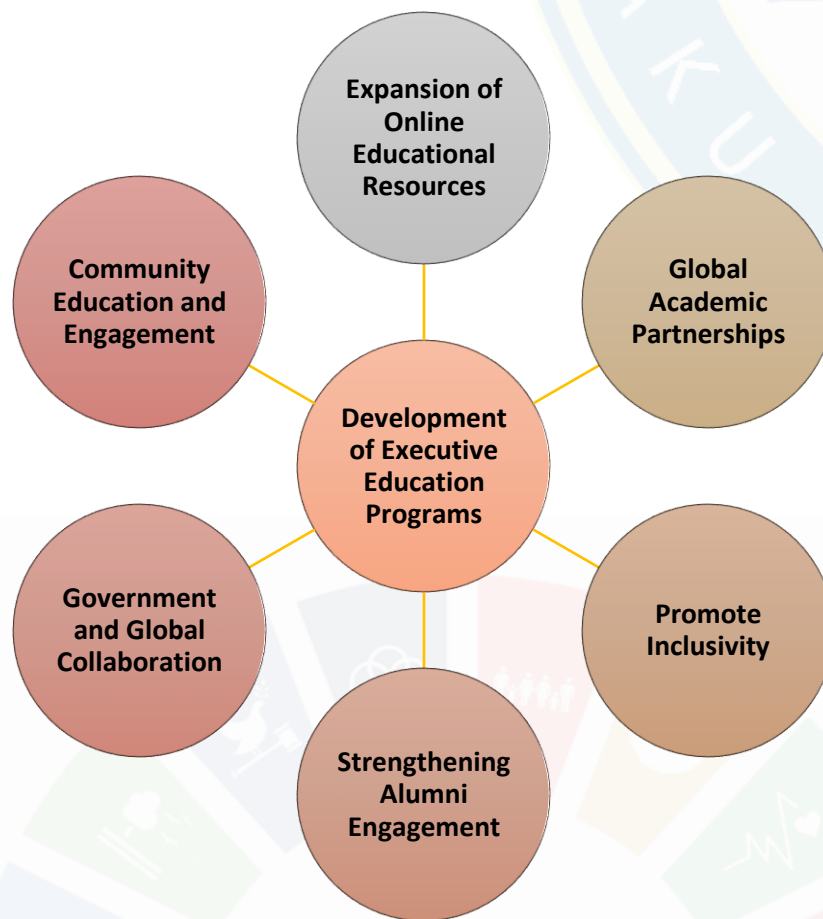 Expansion of
Online
Educational
Resources
Community
Education and
Engagement
Global
Academic
Partnerships
Development
of Executive
Education
Programs
Government
and Global
Collaboration
Promote
Inclusivity
Strengthening
Alumni
Engagement
K U